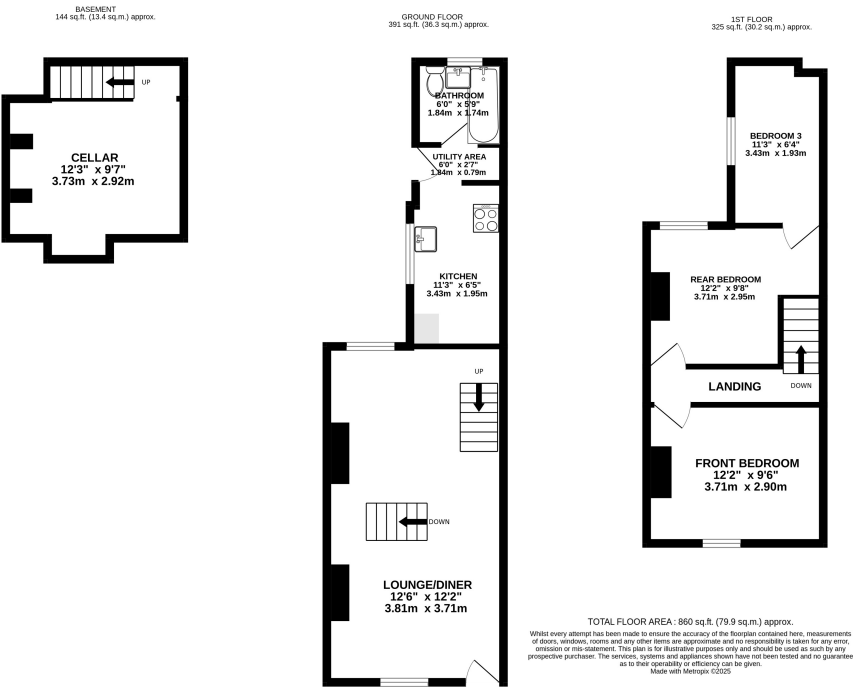 BASEMENT
144 sq.ft. (13.4 sq.m.) approx.
UP
CELLAR
12'3" x 9'7"
3.73m x 2.92m
GROUND FLOOR
391 sq.ft. (36.3 sq.m.) approx.
BATHROOM
6'0" x 5'9"
1.84m x 1.74m
UTILITY AREA
6'0" x 2'7"
1.84m x 0.79m
KITCHEN
11'3" x 6'5"
3.43m x 1.95m
UP
DOWN
LOUNGE/DINER
12'6" x 12'2"
3.81m x 3.71m
1ST FLOOR
325 sq.ft. (30.2 sq.m.) approx.
BEDROOM 3
11'3" x 6'4"
3.43m x 1.93m
REAR BEDROOM
12'2" x 9'8"
3.71m x 2.95m
LANDING
DOWN
FRONT BEDROOM
12'2" x 9'6"
3.71m x 2.90m
TOTAL FLOOR AREA : 860 sq.ft. (79.9 sq.m.) approx.
Whilst every attempt has been made to ensure the accuracy of the floorplan contained here, measurements
of doors, windows, rooms and any other items are approximate and no responsibility is taken for any error,
omission or mis-statement. This plan is for illustrative purposes only and should be used as such by any
prospective purchaser. The services, systems and appliances shown have not been tested and no guarantee
as to their operability or efficiency can be given.
Made with Metropix ©2025